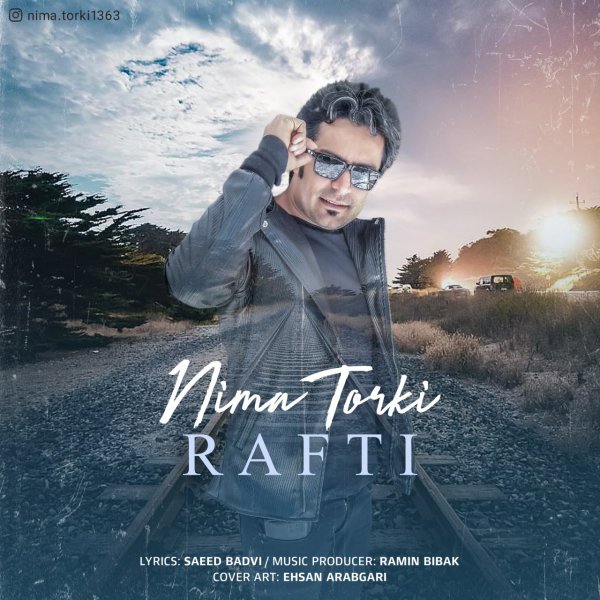 nima.torki1363
Nima Torki
RAFTI
LYRICS: SAEED BADVI / MUSIC PRODUCER: RAMIN BIBAK
COVER ART: EHSAN ARABGARI